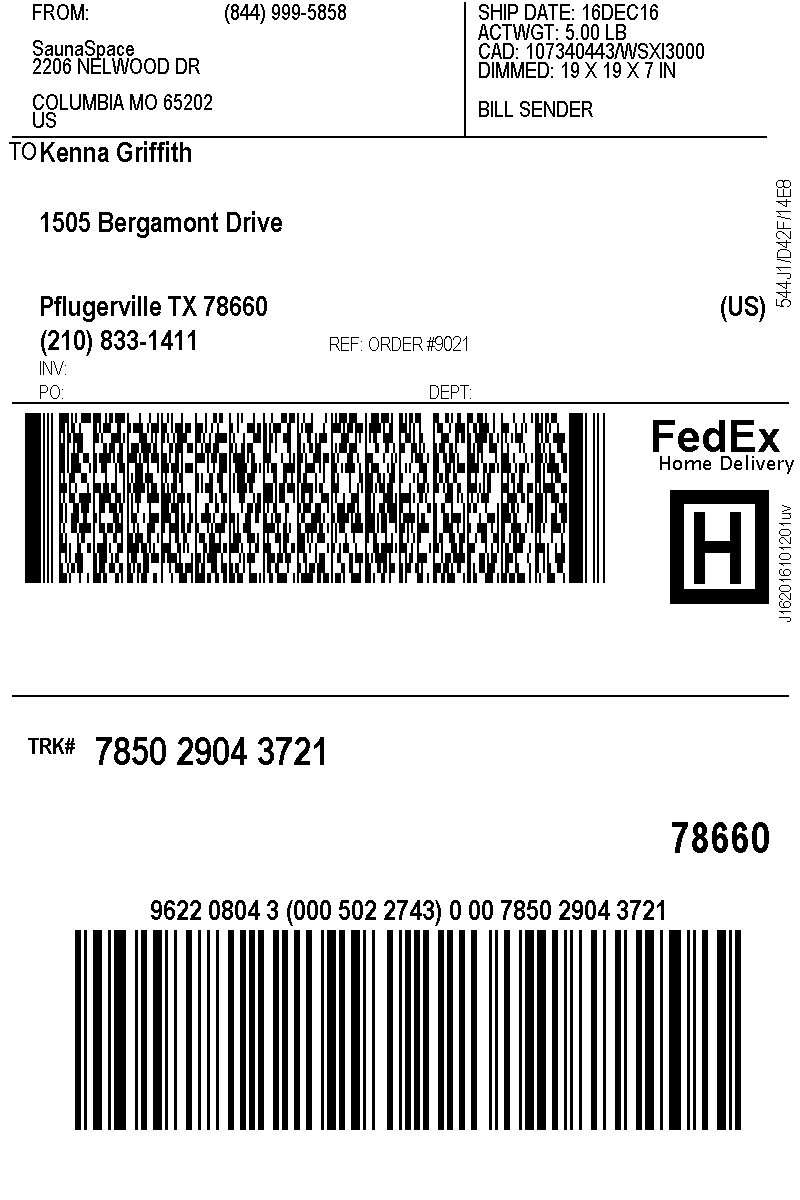 FROM: (844) 999-5858
SaunaSpace
2206 NELWOOD DR
COLUMBIA MO 65202
US
SHIP DATE: 16DEC16
ACTWGT: 5.00 LB
CAD: 107340443/WSXI3000
DIMMED: 19 X 19 X 7 IN
BILL SENDER
TO Kenna Griffith
1505 Bergamont Drive
Pflugerville TX 78660 (US)
(210) 833-1411 REF: ORDER #9021
INV:
PO: DEPT:
544J1/D42F/14E8
FedEx
Home Delivery
H
J162016101201uv
TRK# 7850 2904 3721
78660
9622 0804 3 (000 502 2743) 0 00 7850 2904 3721